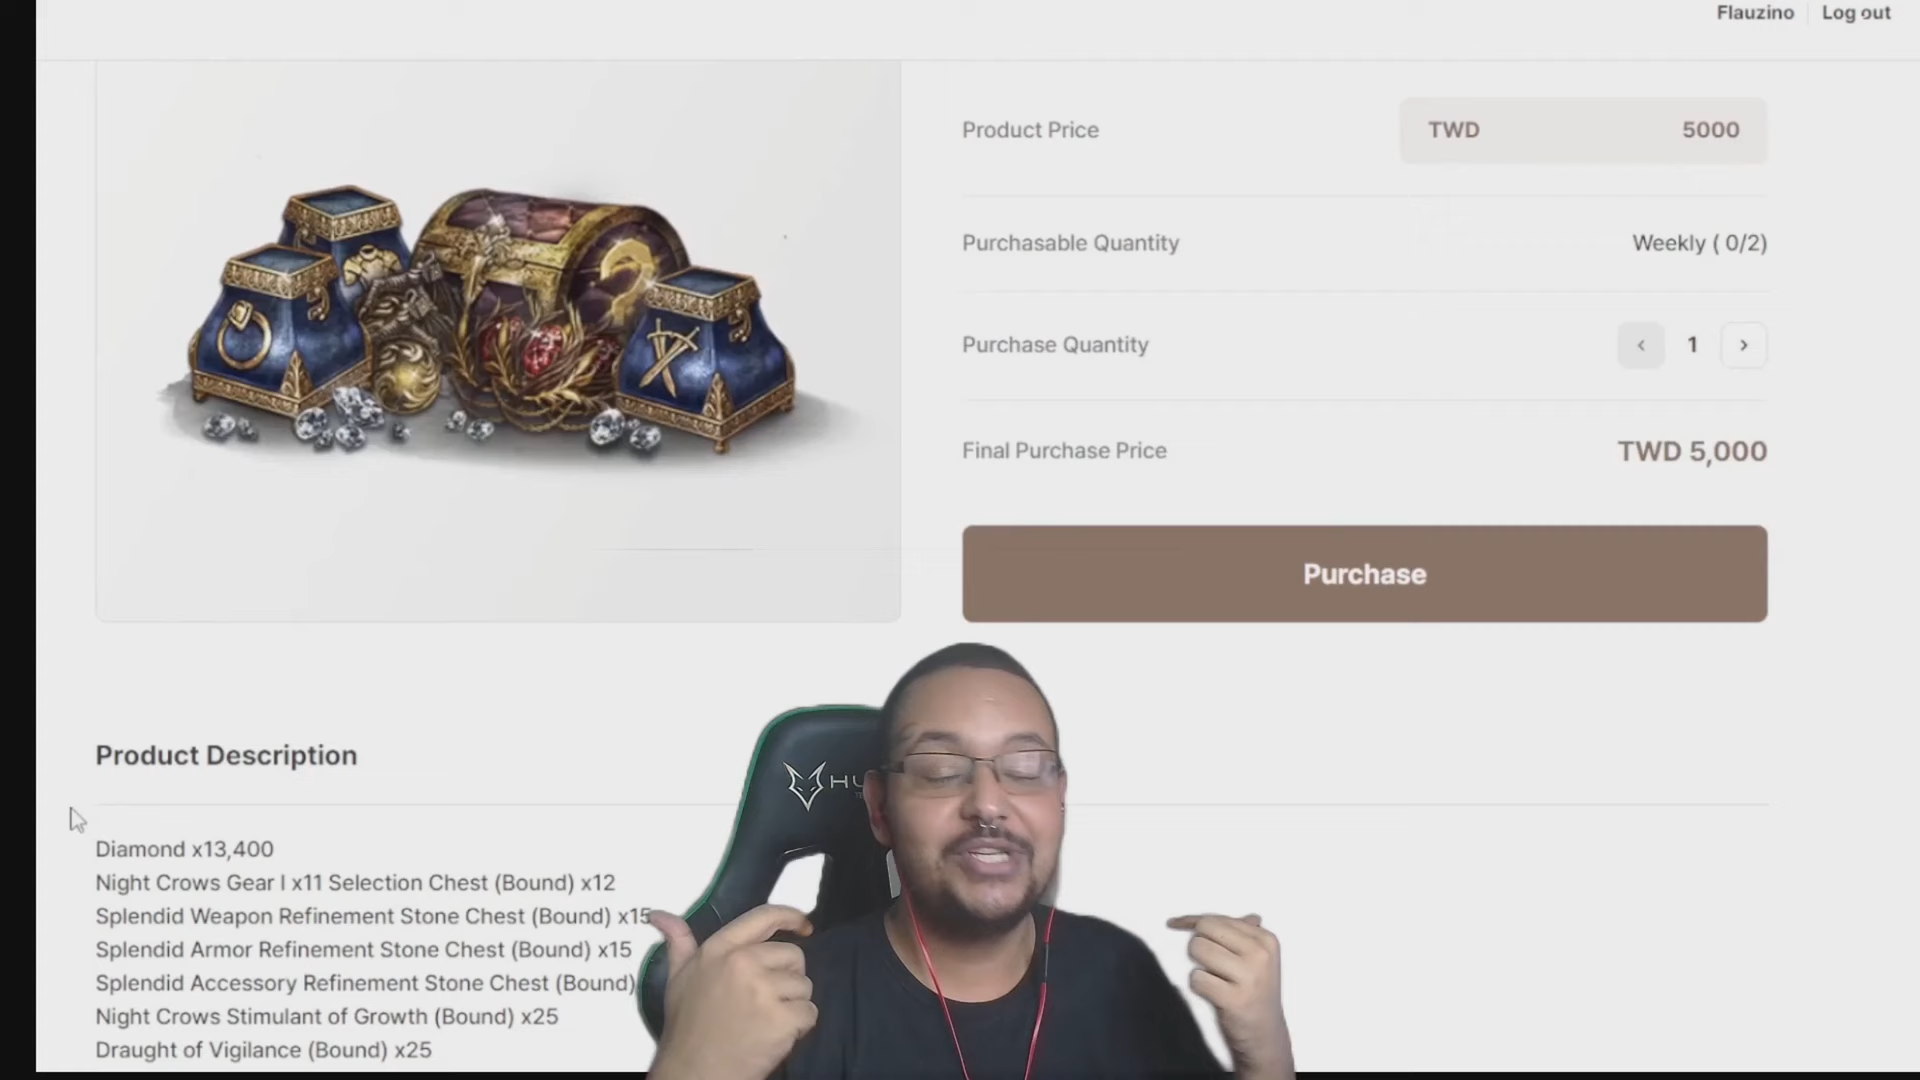 Flauzino
Log out
Product Price
TWD 5000
Purchasable Quantity
Weekly ( 0/2)
Purchase Quantity
‹ 1 ›
Final Purchase Price
TWD 5,000
Purchase
Product Description
Diamond x13,400
Night Crows Gear I x11 Selection Chest (Bound) x12
Splendid Weapon Refinement Stone Chest (Bound) x15
Splendid Armor Refinement Stone Chest (Bound) x15
Splendid Accessory Refinement Stone Chest (Bound)
Night Crows Stimulant of Growth (Bound) x25
Draught of Vigilance (Bound) x25